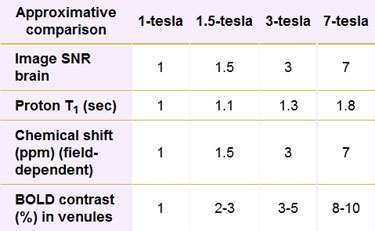 Approximative
comparison
1-tesla 1.5-tesla 3-tesla 7-tesla
Image SNR
brain
1 1.5 3 7
Proton T₁ (sec) 1 1.1 1.3 1.8
Chemical shift
(ppm) (field-
dependent)
1 1.5 3 7
BOLD contrast
(%) in venules
1 2-3 3-5 8-10